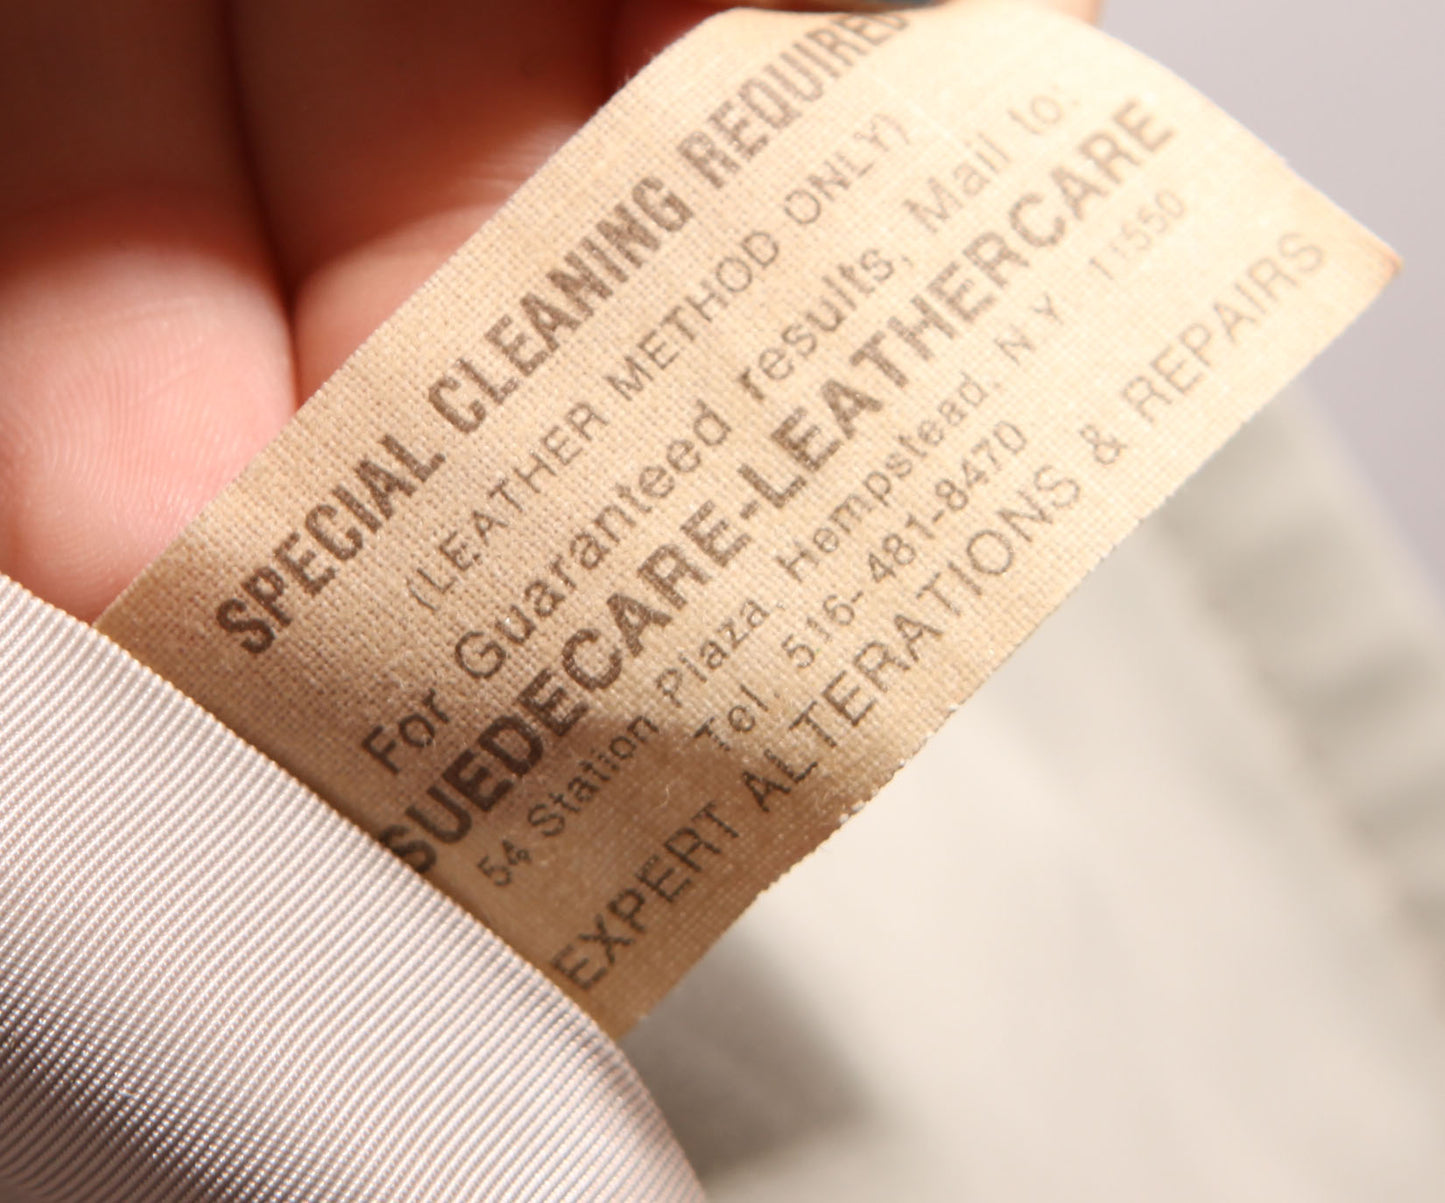 SPECIAL CLEANING REQUIRED
(LEATHER METHOD ONLY)
For Guaranteed results, Mail to:
SUEDECARE-LEATHERCARE
54 Station Plaza, Hempstead, NY 11550
Tel. 516-481-8470
EXPERT ALTERATIONS & REPAIRS